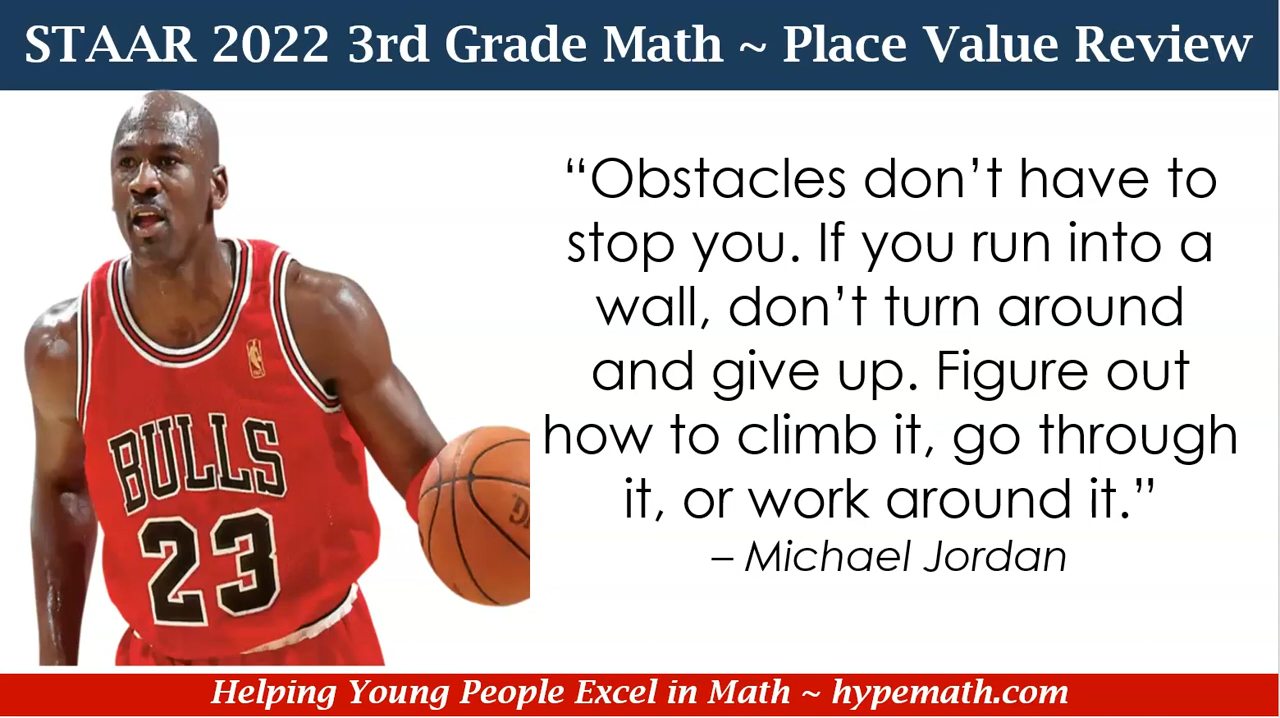 STAAR 2022 3rd Grade Math ~ Place Value Review
“Obstacles don’t have to
stop you. If you run into a
wall, don’t turn around
and give up. Figure out
how to climb it, go through
it, or work around it.”
– Michael Jordan
BULLS
23
Helping Young People Excel in Math ~ hypemath.com